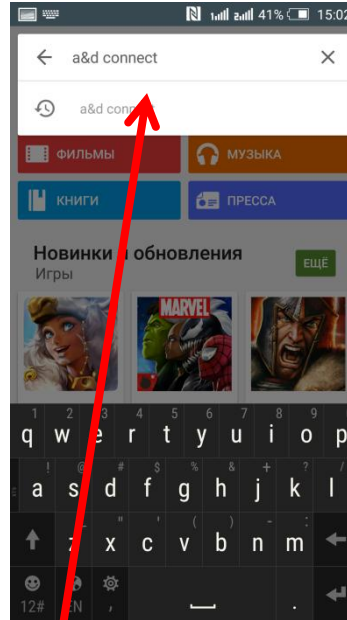 41% 15:02
a&d connect
a&d conn
ФИЛЬМЫ
МУЗЫКА
КНИГИ
ПРЕССА
Новинки и обновления
ЕЩЁ
Игры
MARVEL
1 2 3 4 5 6 7 8 9 0
q w e r t y u i o p
! @ # $ % & + ? /
a s d f g h j k l
- " ' ( ) - :
z x c v b n m
12# EN , .